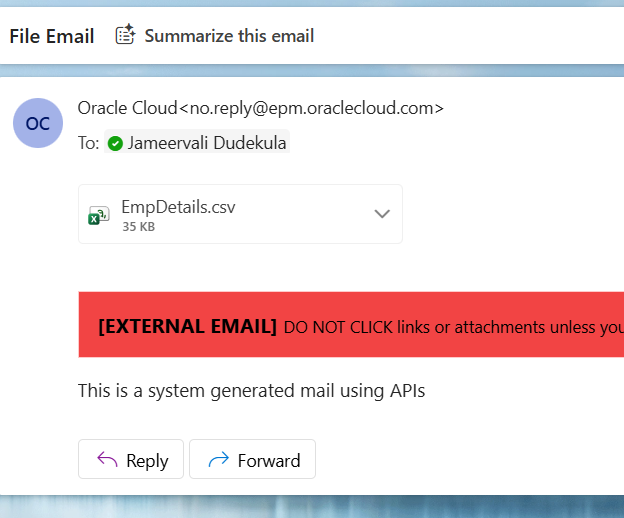 File Email Summarize this email
OC
Oracle Cloud<no.reply@epm.oraclecloud.com>
To: Jameervali Dudekula
EmpDetails.csv
35 KB
[EXTERNAL EMAIL] DO NOT CLICK links or attachments unless you
This is a system generated mail using APIs
Reply Forward